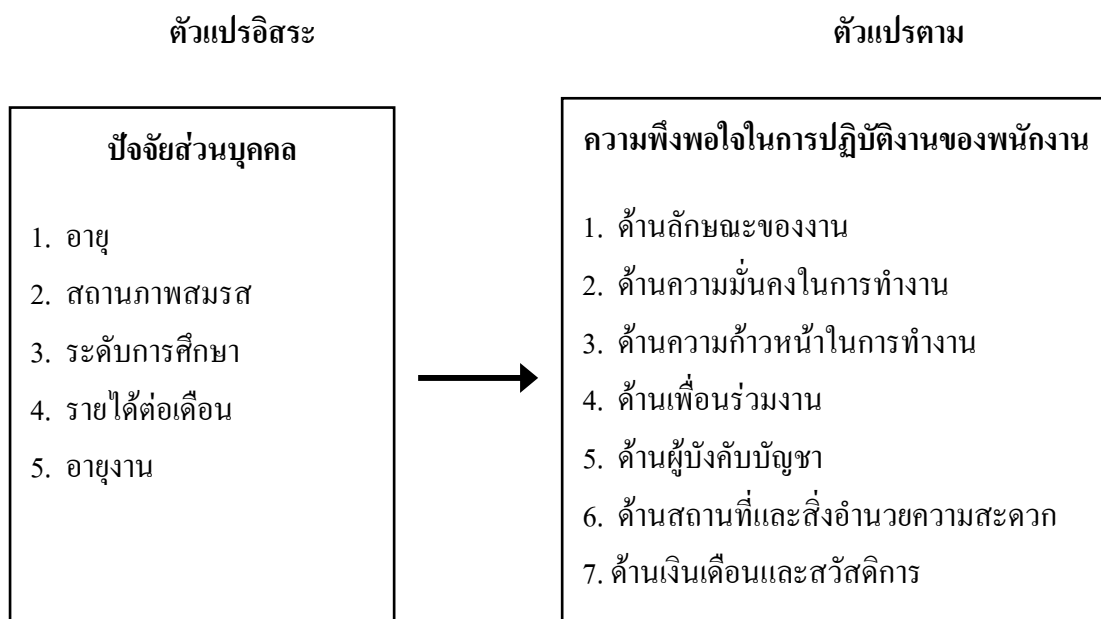 ตัวแปรอิสระ
ตัวแปรตาม
ปัจจัยส่วนบุคคล
1. อายุ
2. สถานภาพสมรส
3. ระดับการศึกษา
4. รายได้ต่อเดือน
5. อายุงาน
ความพึงพอใจในการปฏิบัติงานของพนักงาน
1. ด้านลักษณะของงาน
2. ด้านความมั่นคงในการทำงาน
3. ด้านความก้าวหน้าในการทำงาน
4. ด้านเพื่อนร่วมงาน
5. ด้านผู้บังคับบัญชา
6. ด้านสถานที่และสิ่งอำนวยความสะดวก
7. ด้านเงินเดือนและสวัสดิการ